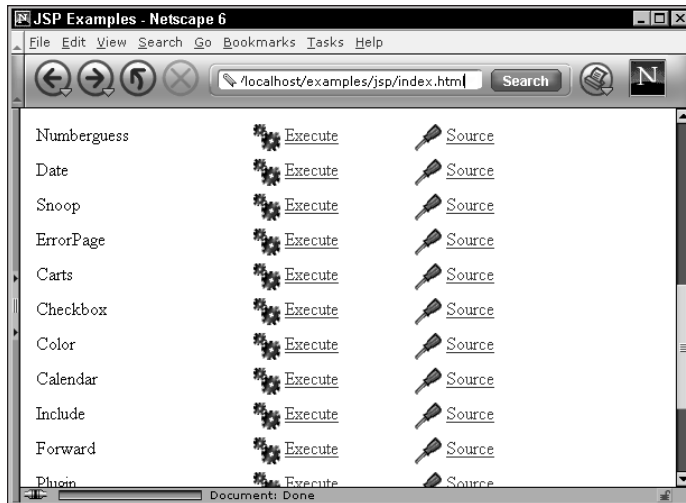 N JSP Examples - Netscape 6
File Edit View Search Go Bookmarks Tasks Help
/localhost/examples/jsp/index.html Search N
Numberguess Execute Source
Date Execute Source
Snoop Execute Source
ErrorPage Execute Source
Carts Execute Source
Checkbox Execute Source
Color Execute Source
Calendar Execute Source
Include Execute Source
Forward Execute Source
Plugin Execute Source
Document: Done